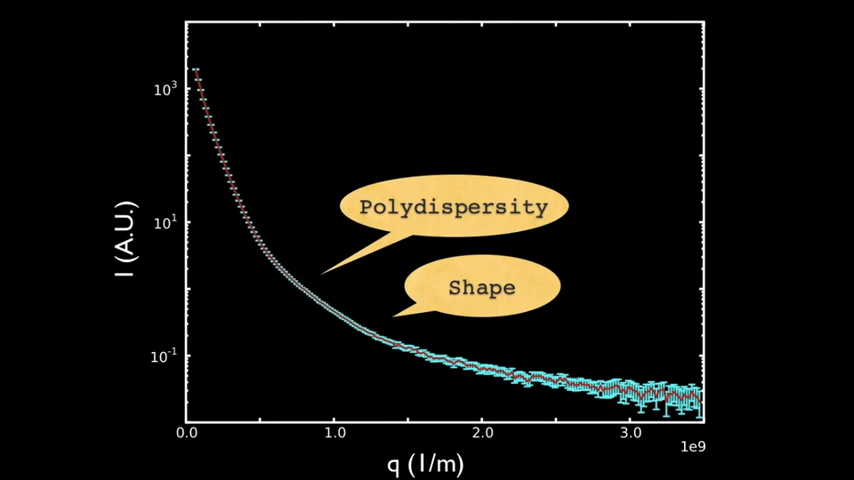 10³
Polydispersity
10¹
I (A.U.)
Shape
10⁻¹
0.0 1.0 2.0 3.0
1e9
q (1/m)